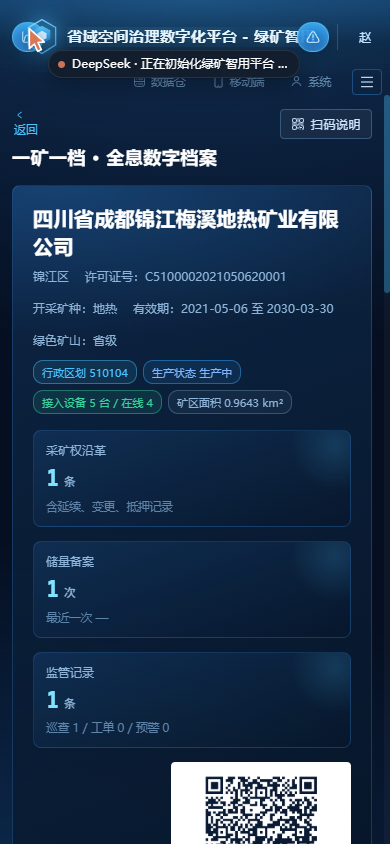 省域空间治理数字化平台 - 绿矿智
赵
DeepSeek · 正在初始化绿矿智用平台 ...
数据仓 移动端 系统
返回
扫码说明
一矿一档·全息数字档案
四川省成都锦江梅溪地热矿业有限
公司
锦江区 许可证号：C5100002021050620001
开采矿种：地热 有效期：2021-05-06 至 2030-03-30
绿色矿山：省级
行政区划 510104 生产状态 生产中
接入设备 5 台 / 在线 4 矿区面积 0.9643 km²
采矿权沿革
1 条
含延续、变更、抵押记录
储量备案
1 次
最近一次 —
监管记录
1 条
巡查 1 / 工单 0 / 预警 0